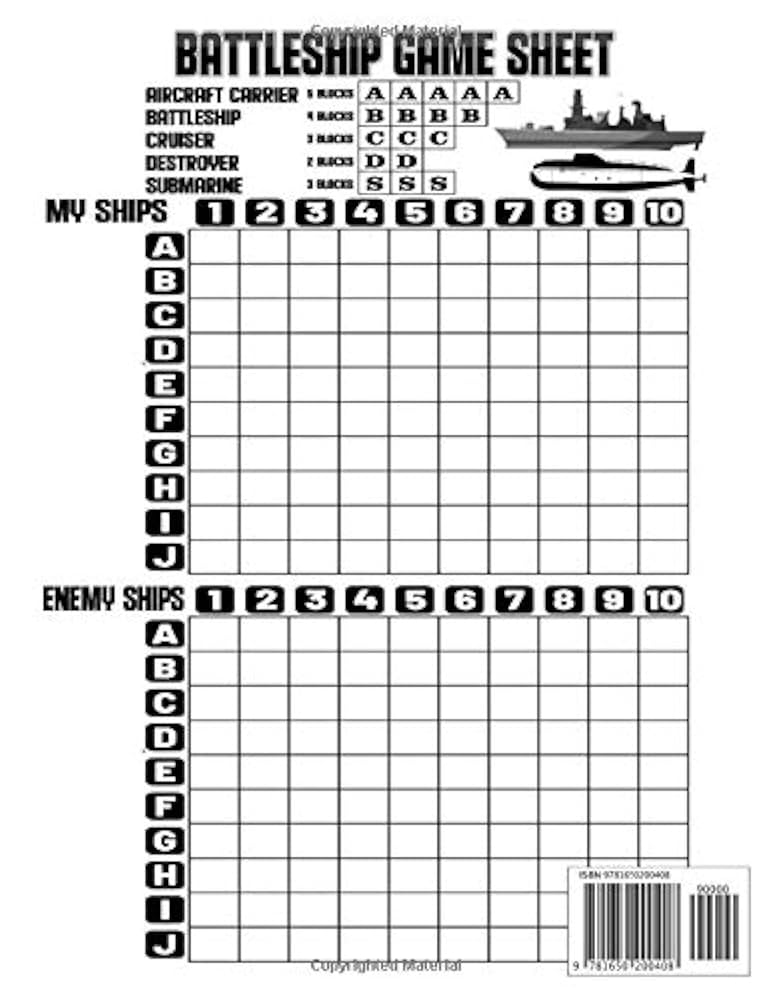 Copyrighted Material
BATTLESHIP GAME SHEET
AIRCRAFT CARRIER 5 BLOCKS A A A A A
BATTLESHIP 4 BLOCKS B B B B
CRUISER 3 BLOCKS C C C
DESTROYER 2 BLOCKS D D
SUBMARINE 3 BLOCKS S S S
MY SHIPS 1 2 3 4 5 6 7 8 9 10
A
B
C
D
E
F
G
H
I
J
ENEMY SHIPS 1 2 3 4 5 6 7 8 9 10
A
B
C
D
E
F
G
H
I
J
ISBN 9781650200408
90000
9 781650 200408
Copyrighted Material